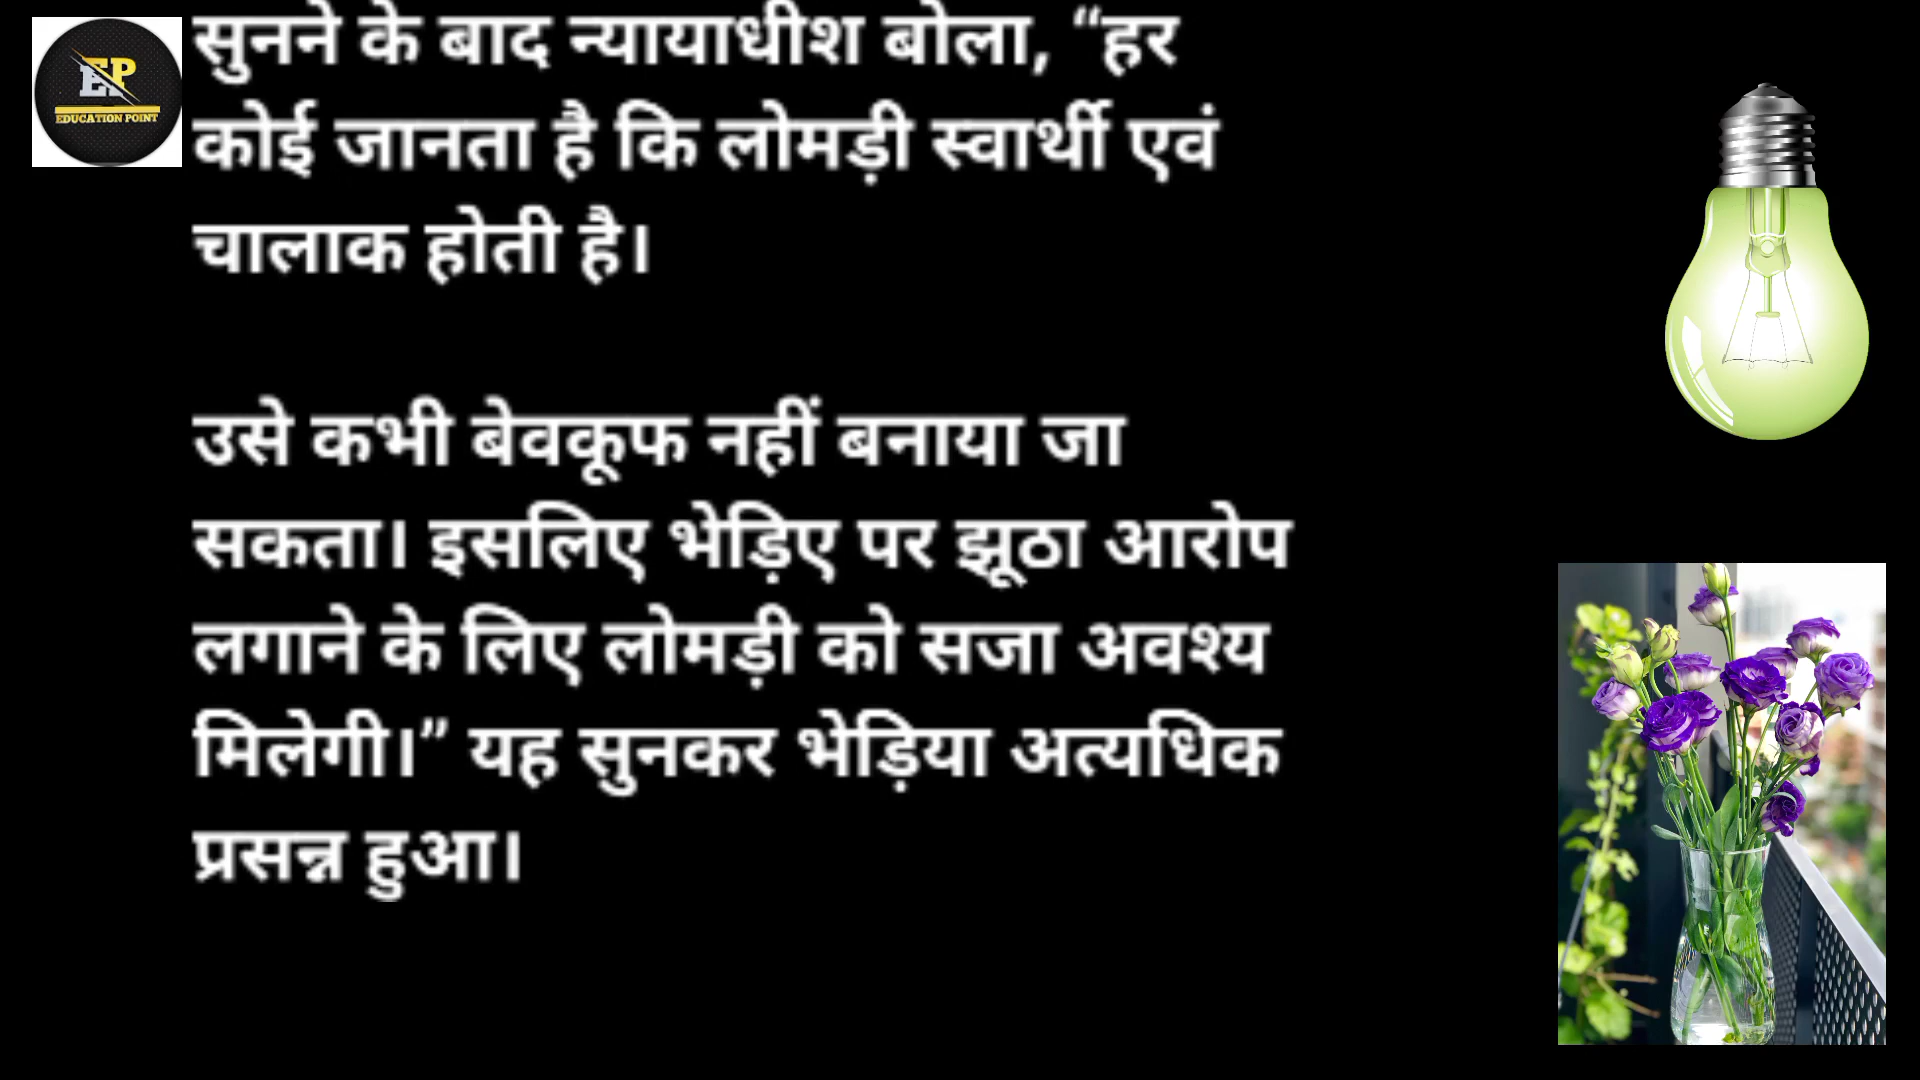 EP
EDUCATION POINT
सुनने के बाद न्यायाधीश बोला, “हर
कोई जानता है कि लोमड़ी स्वार्थी एवं
चालाक होती है।
उसे कभी बेवकूफ नहीं बनाया जा
सकता। इसलिए भेड़िए पर झूठा आरोप
लगाने के लिए लोमड़ी को सजा अवश्य
मिलेगी।” यह सुनकर भेड़िया अत्यधिक
प्रसन्न हुआ।